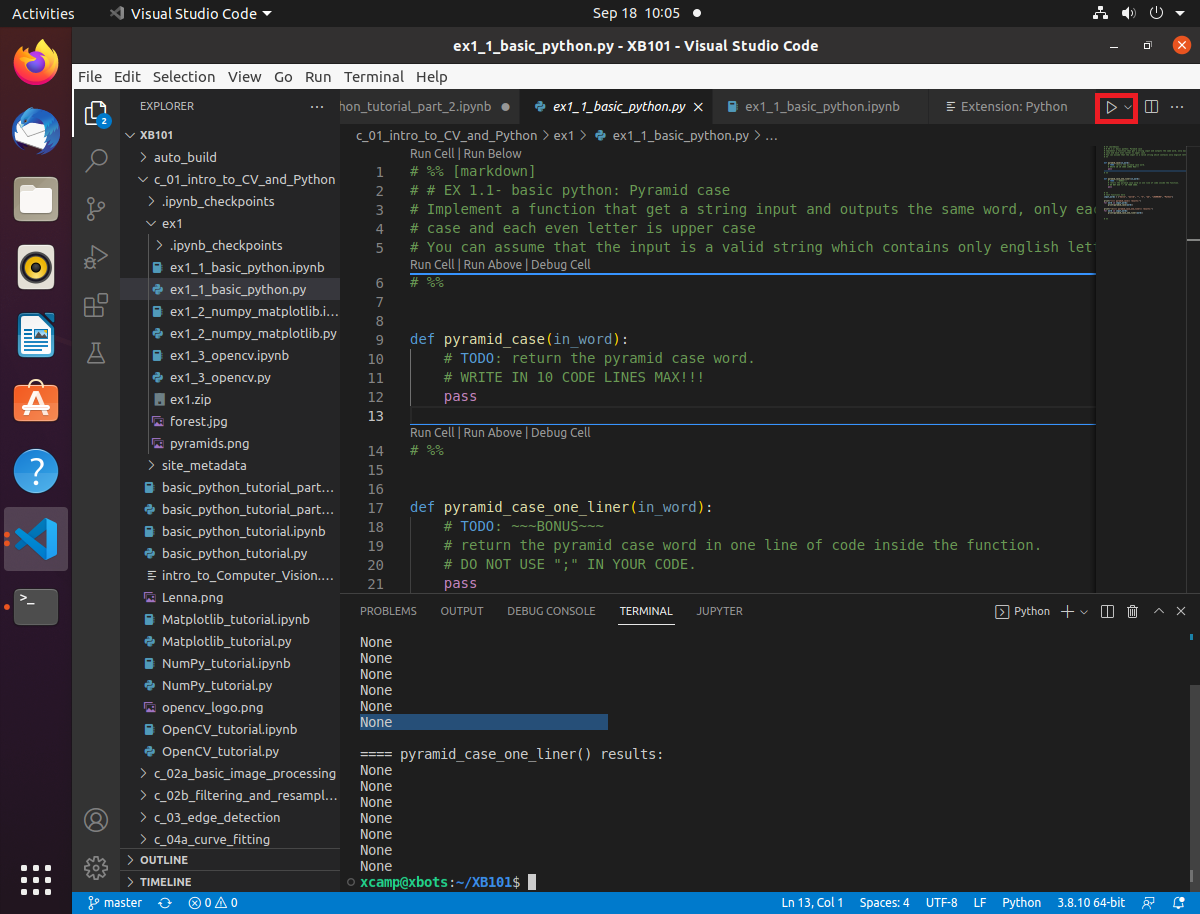 Activities Visual Studio Code Sep 18 10:05
ex1_1_basic_python.py - XB101 - Visual Studio Code
File Edit Selection View Go Run Terminal Help
EXPLORER ...
XB101
auto_build
c_01_intro_to_CV_and_Python
.ipynb_checkpoints
ex1
.ipynb_checkpoints
ex1_1_basic_python.ipynb
ex1_1_basic_python.py
ex1_2_numpy_matplotlib.i...
ex1_2_numpy_matplotlib.py
ex1_3_opencv.ipynb
ex1_3_opencv.py
ex1.zip
forest.jpg
pyramids.png
site_metadata
basic_python_tutorial_part...
basic_python_tutorial_part...
basic_python_tutorial.ipynb
basic_python_tutorial.py
intro_to_Computer_Vision....
Lenna.png
Matplotlib_tutorial.ipynb
Matplotlib_tutorial.py
NumPy_tutorial.ipynb
NumPy_tutorial.py
opencv_logo.png
OpenCV_tutorial.ipynb
OpenCV_tutorial.py
c_02a_basic_image_processing
c_02b_filtering_and_resampl...
c_03_edge_detection
c_04a_curve_fitting
OUTLINE
TIMELINE
2
hon_tutorial_part_2.ipynb ex1_1_basic_python.py ex1_1_basic_python.ipynb Extension: Python ...
c_01_intro_to_CV_and_Python > ex1 > ex1_1_basic_python.py > ...
Run Cell | Run Below
1 # %% [markdown]
2 # # EX 1.1- basic python: Pyramid case
3 # Implement a function that get a string input and outputs the same word, only eac
4 # case and each even letter is upper case
5 # You can assume that the input is a valid string which contains only english lett
Run Cell | Run Above | Debug Cell
6 # %%
7
8
9 def pyramid_case(in_word):
10 # TODO: return the pyramid case word.
11 # WRITE IN 10 CODE LINES MAX!!!
12 pass
13
Run Cell | Run Above | Debug Cell
14 # %%
15
16
17 def pyramid_case_one_liner(in_word):
18 # TODO: ~~~BONUS~~~
19 # return the pyramid case word in one line of code inside the function.
20 # DO NOT USE ";" IN YOUR CODE.
21 pass
PROBLEMS OUTPUT DEBUG CONSOLE TERMINAL JUPYTER Python
None
None
None
None
None
None
==== pyramid_case_one_liner() results:
None
None
None
None
None
None
None
xcamp@xbots:~/XB101$
master 0 0 Ln 13, Col 1 Spaces: 4 UTF-8 LF Python 3.8.10 64-bit